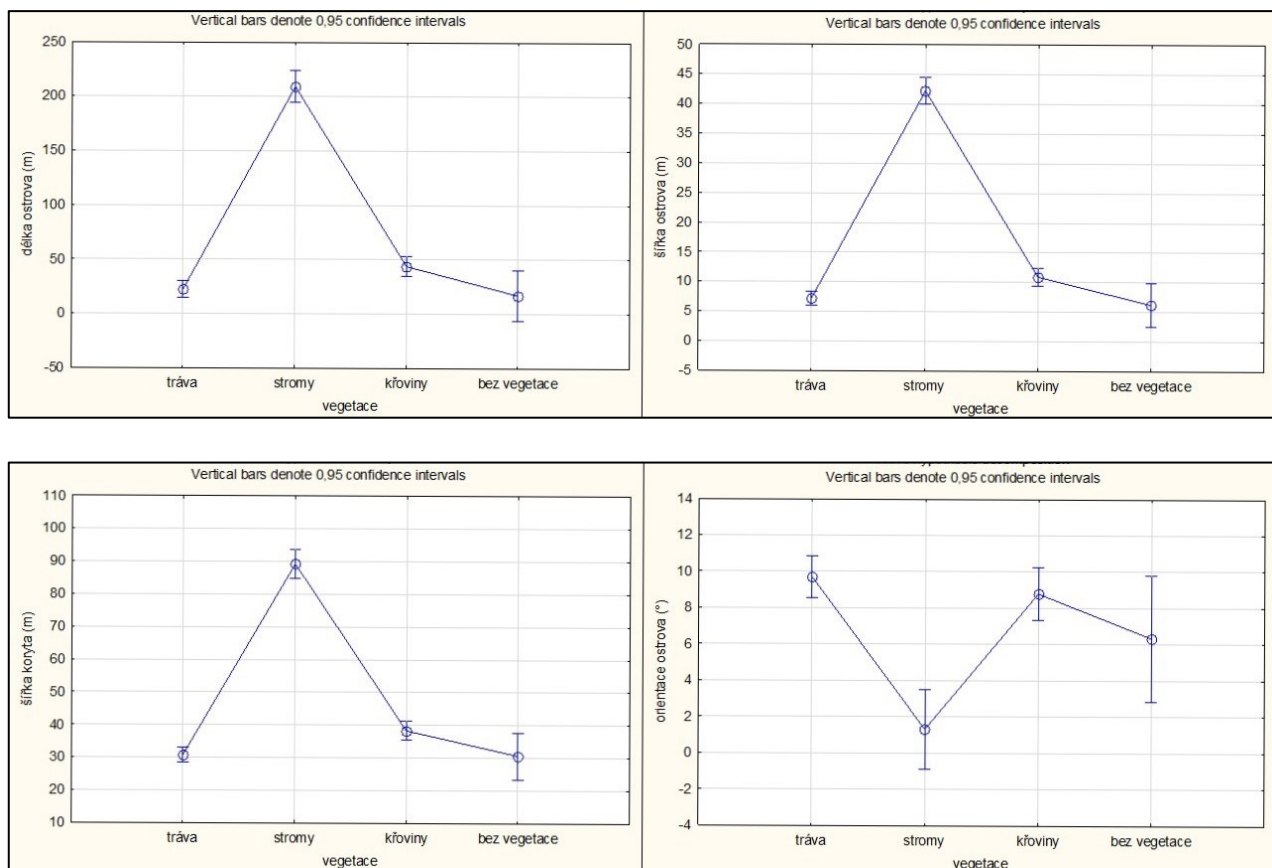 Vertical bars denote 0,95 confidence intervals
250
200
150
100
50
0
-50
délka ostrova (m)
tráva stromy křoviny bez vegetace
vegetace
Vertical bars denote 0,95 confidence intervals
50
45
40
35
30
25
20
15
10
5
0
-5
šířka ostrova (m)
tráva stromy křoviny bez vegetace
vegetace
Vertical bars denote 0,95 confidence intervals
110
100
90
80
70
60
50
40
30
20
10
šířka koryta (m)
tráva stromy křoviny bez vegetace
vegetace
Vertical bars denote 0,95 confidence intervals
14
12
10
8
6
4
2
0
-2
-4
orientace ostrova (°)
tráva stromy křoviny bez vegetace
vegetace